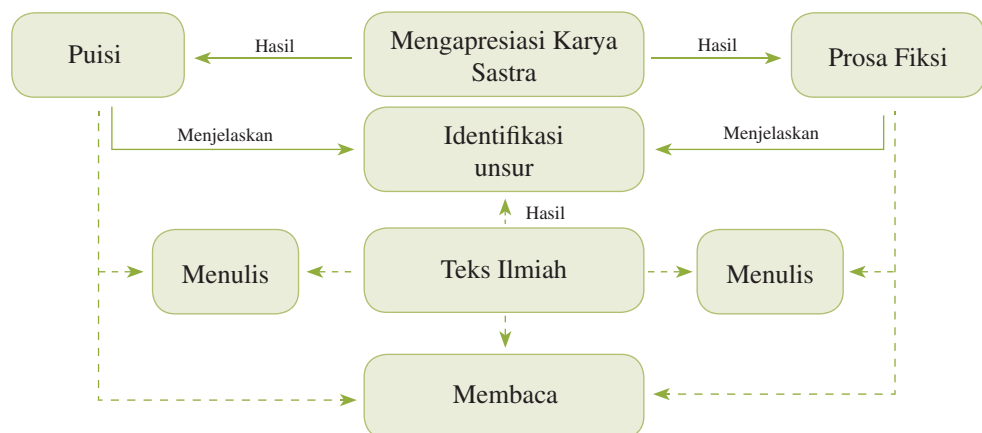 Puisi
Hasil
Mengapresiasi Karya
Sastra
Hasil
Prosa Fiksi
Menjelaskan
Identifikasi
unsur
Menjelaskan
Hasil
Menulis
Teks Ilmiah
Menulis
Membaca